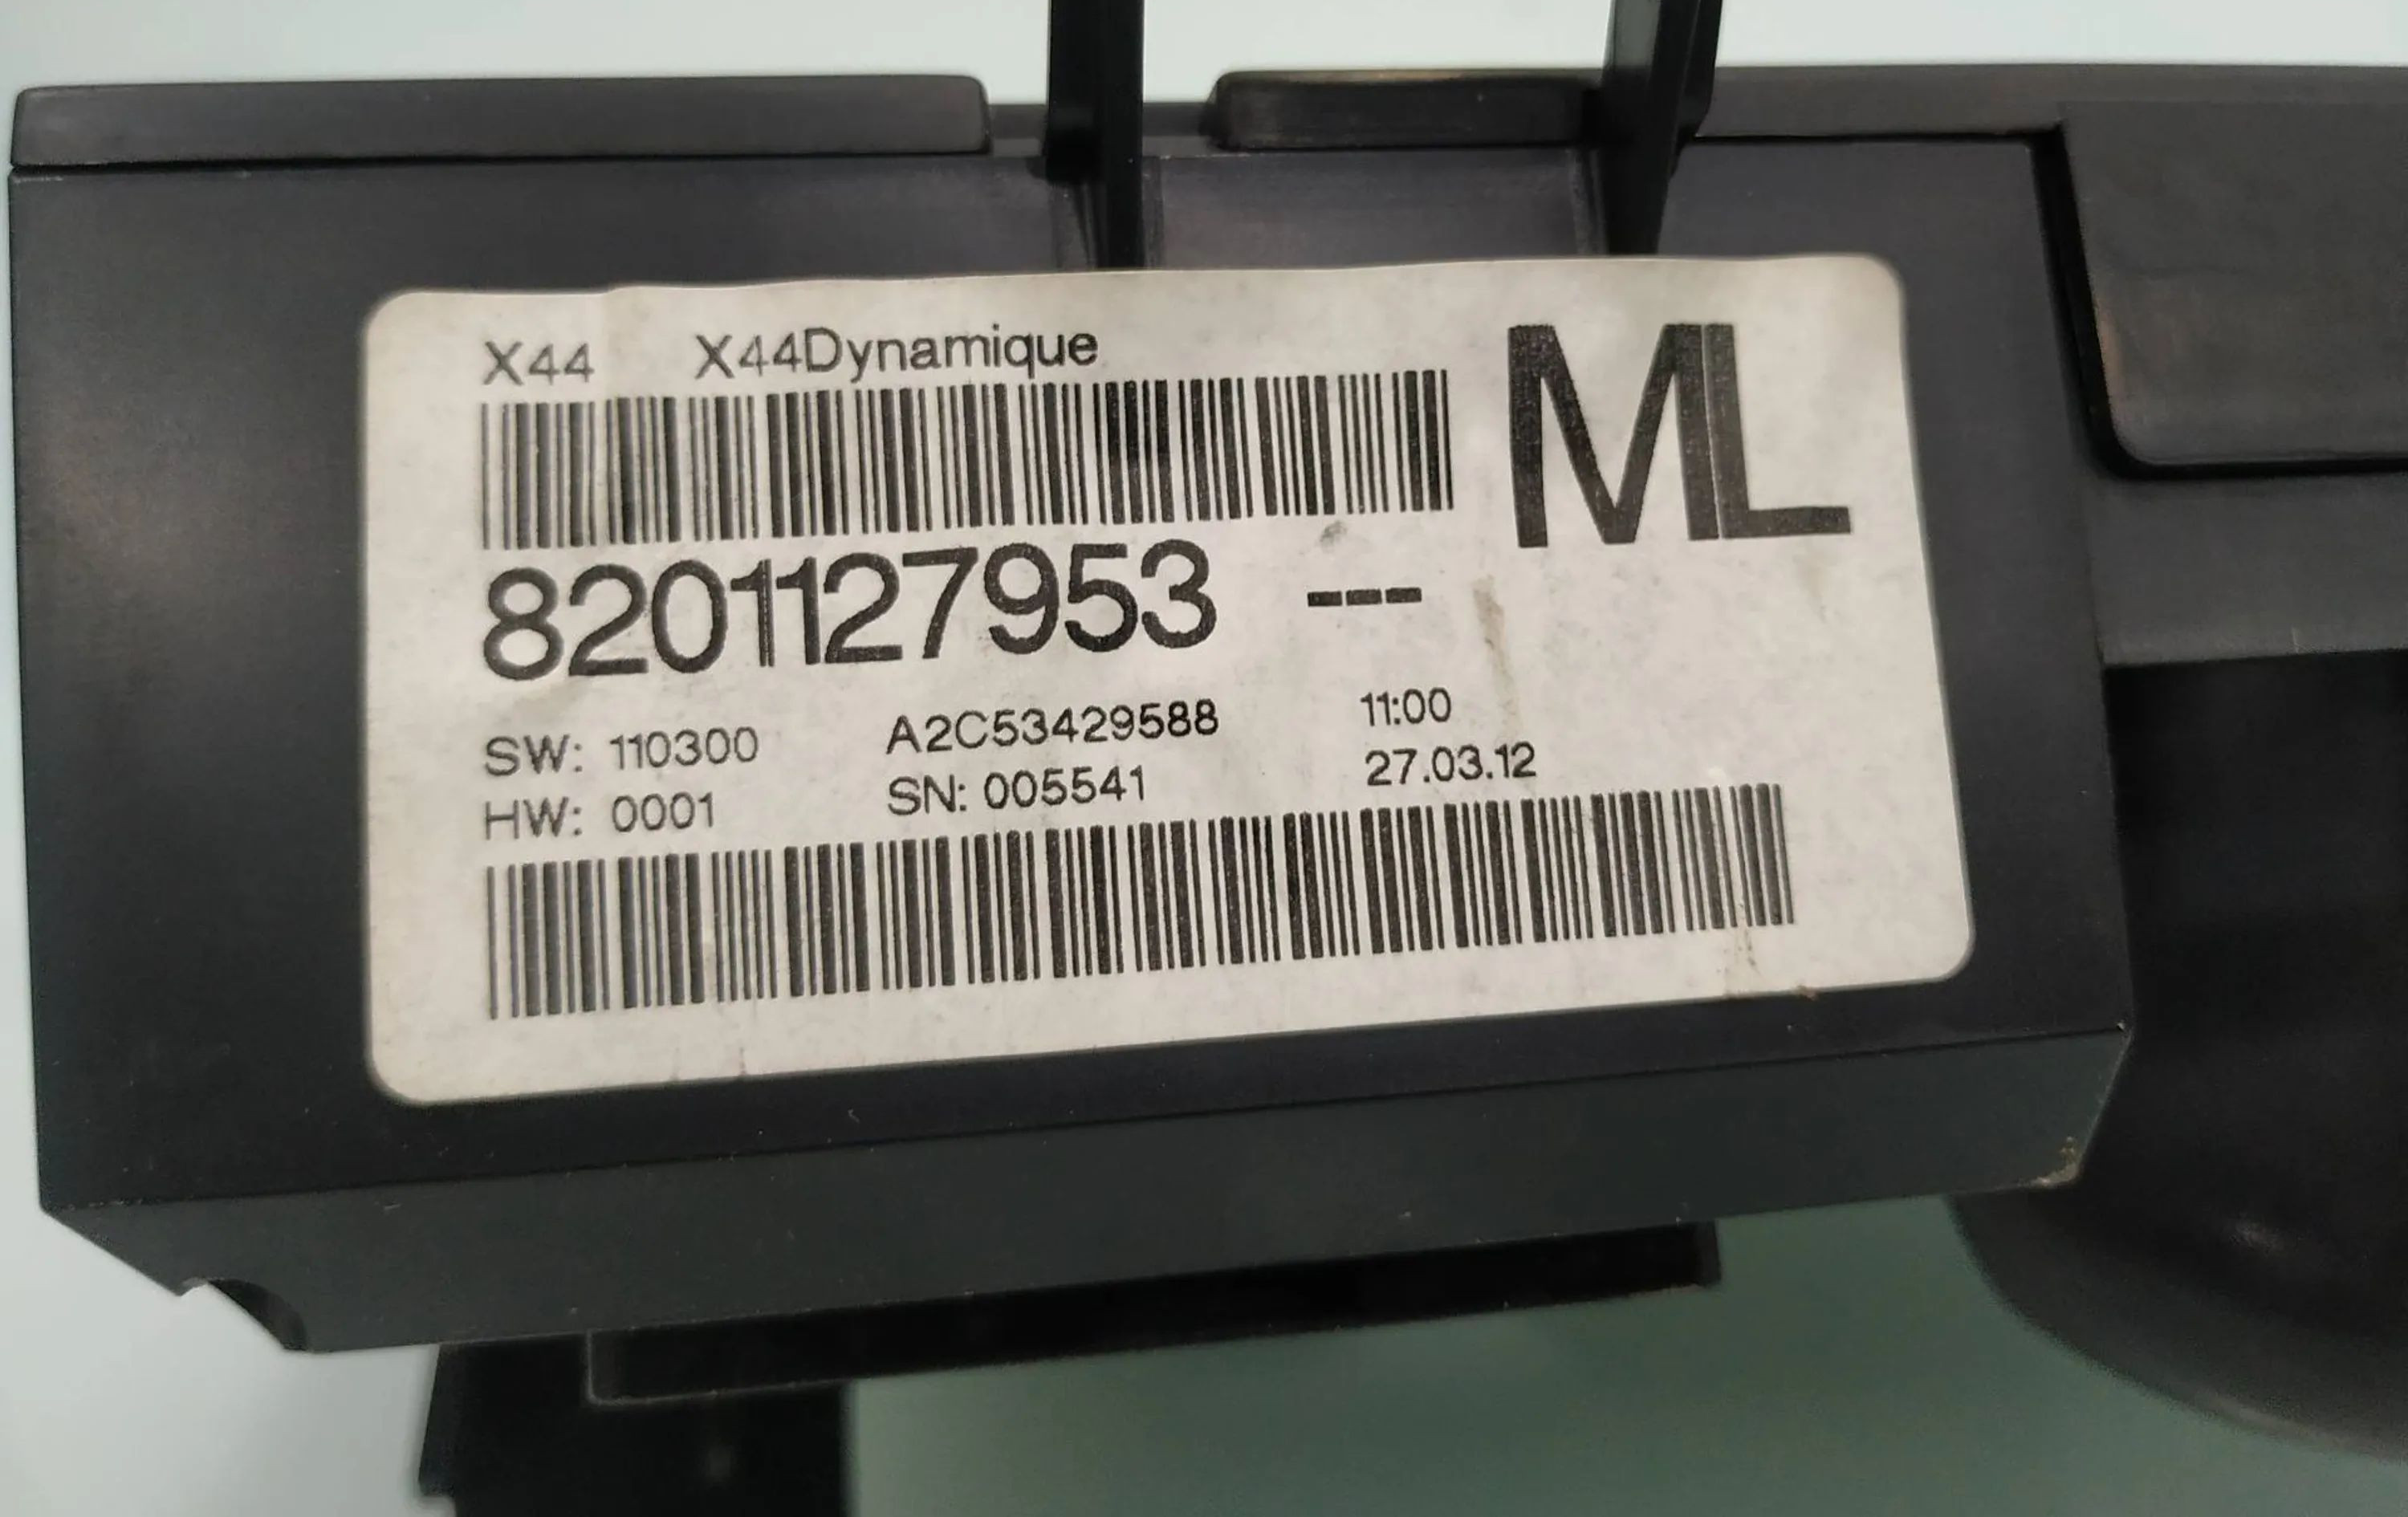 X44 X44Dynamique
ML
8201127953 ---
SW: 110300 A2C53429588 11:00
HW: 0001 SN: 005541 27.03.12